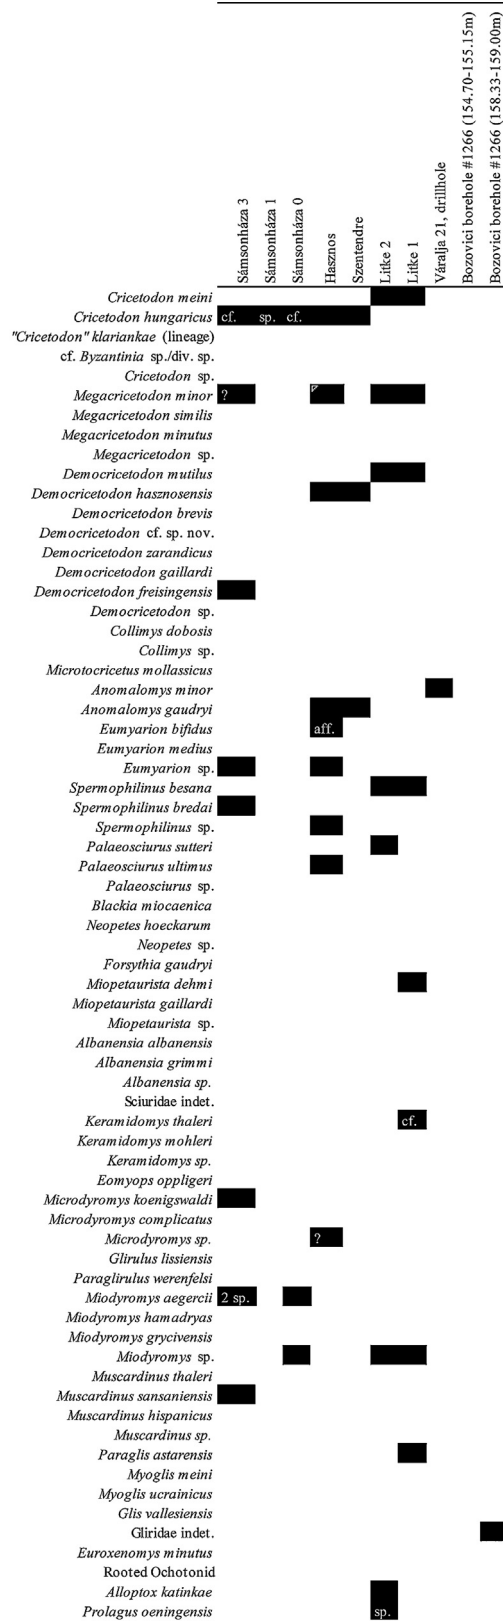 Sámsonháza 3
Sámsonháza 1
Sámsonháza 0
Hasznos
Szentendre
Litke 2
Litke 1
Váralja 21, drillhole
Bozovici borehole #1266 (154.70-155.15m)
Bozovici borehole #1266 (158.33-159.00m)
Cricetodon meini
Cricetodon hungaricus cf. sp. cf.
"Cricetodon" klariankae (lineage)
cf. Byzantinia sp./div. sp.
Cricetodon sp.
Megacricetodon minor ?
Megacricetodon similis
Megacricetodon minutus
Megacricetodon sp.
Democricetodon mutilus
Democricetodon hasznosensis
Democricetodon brevis
Democricetodon cf. sp. nov.
Democricetodon zarandicus
Democricetodon gaillardi
Democricetodon freisingensis
Democricetodon sp.
Collimys dobosis
Collimys sp.
Microtocricetus mollassicus
Anomalomys minor
Anomalomys gaudryi
Eumyarion bifidus aff.
Eumyarion medius
Eumyarion sp.
Spermophilinus besana
Spermophilinus bredai
Spermophilinus sp.
Palaeosciurus sutteri
Palaeosciurus ultimus
Palaeosciurus sp.
Blackia miocaenica
Neopetes hoeckarum
Neopetes sp.
Forsythia gaudryi
Miopetaurista dehmi
Miopetaurista gaillardi
Miopetaurista sp.
Albanensia albanensis
Albanensia grimmi
Albanensia sp.
Sciuridae indet.
Keramidomys thaleri cf.
Keramidomys mohleri
Keramidomys sp.
Eomyops oppligeri
Microdyromys koenigswaldi
Microdyromys complicatus
Microdyromys sp. ?
Glirulus lissiensis
Paraglirulus werenfelsi
Miodyromys aegercii 2 sp.
Miodyromys hamadryas
Miodyromys grycivensis
Miodyromys sp.
Muscardinus thaleri
Muscardinus sansaniensis
Muscardinus hispanicus
Muscardinus sp.
Paraglis astarensis
Myoglis meini
Myoglis ucrainicus
Glis vallesiensis
Gliridae indet.
Euroxenomys minutus
Rooted Ochotonid
Alloptox katinkae
Prolagus oeningensis sp.